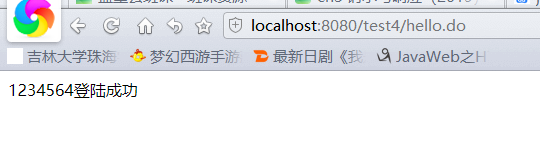 localhost:8080/test4/hello.do
吉林大学珠海 梦幻西游手游 最新日剧《我 JavaWeb之H
1234564登陆成功